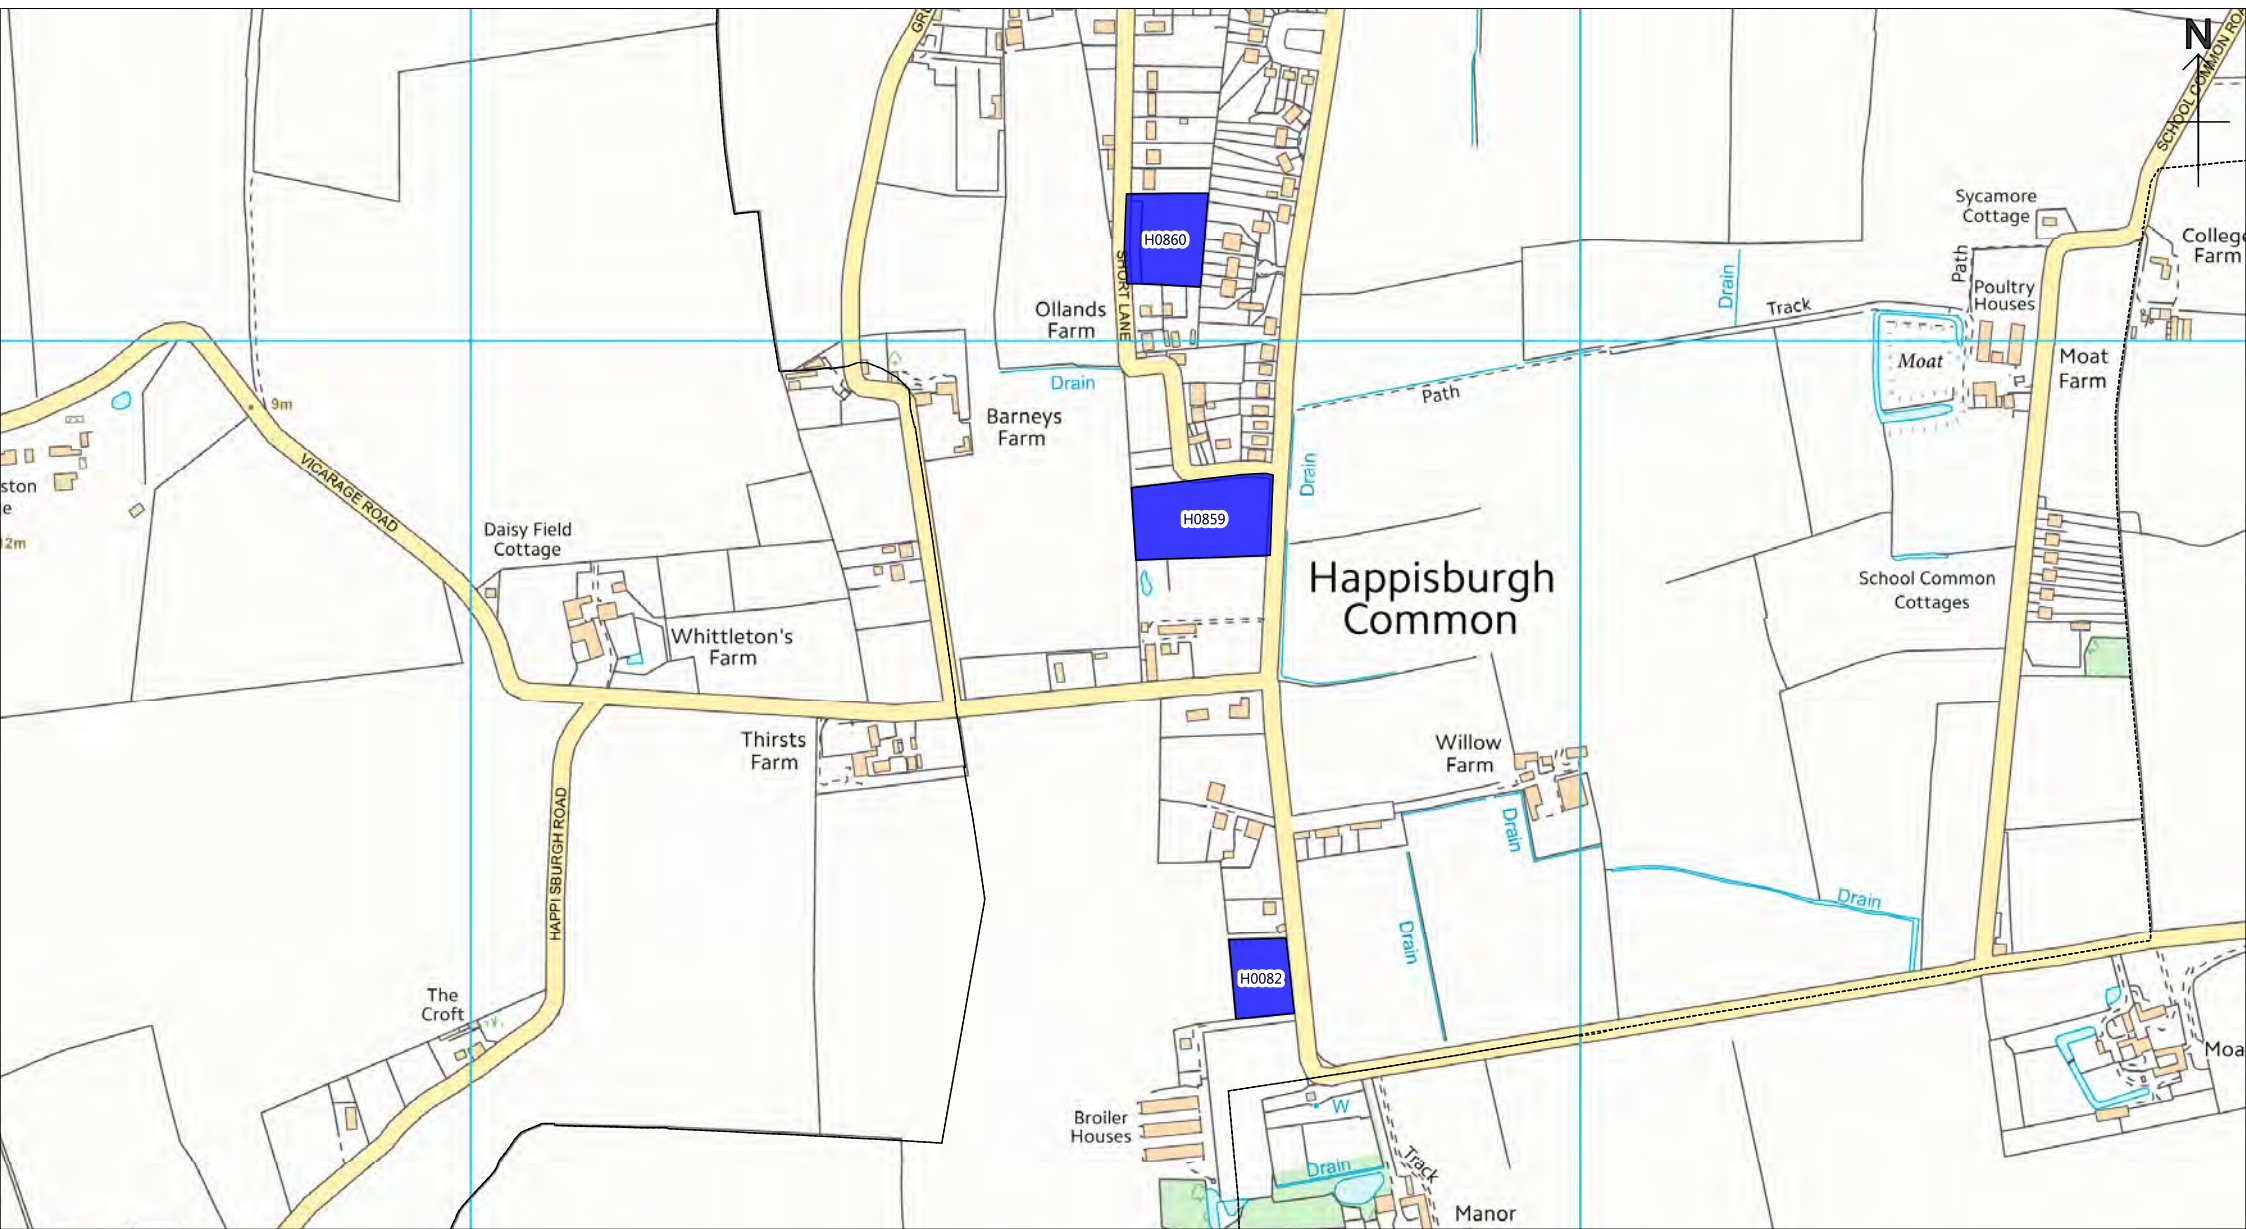 N
SCHOOL COMMON ROA
GRU
Sycamore
Cottage
College
Farm
H0860
Path
Poultry
Houses
Drain
SHORT LANE
Ollands
Farm
Track
Moat
Moat
Farm
Drain
Path
9m
Barneys
Farm
Drain
VICARAGE ROAD
ston
e
12m
H0859
Daisy Field
Cottage
Happisburgh
Common
School Common
Cottages
Whittleton's
Farm
Thirsts
Farm
Willow
Farm
Drain
HAPPISBURGH ROAD
Drain
Drain
H0082
The
Croft
Moa
Broiler
Houses
W
Drain
Track
Manor